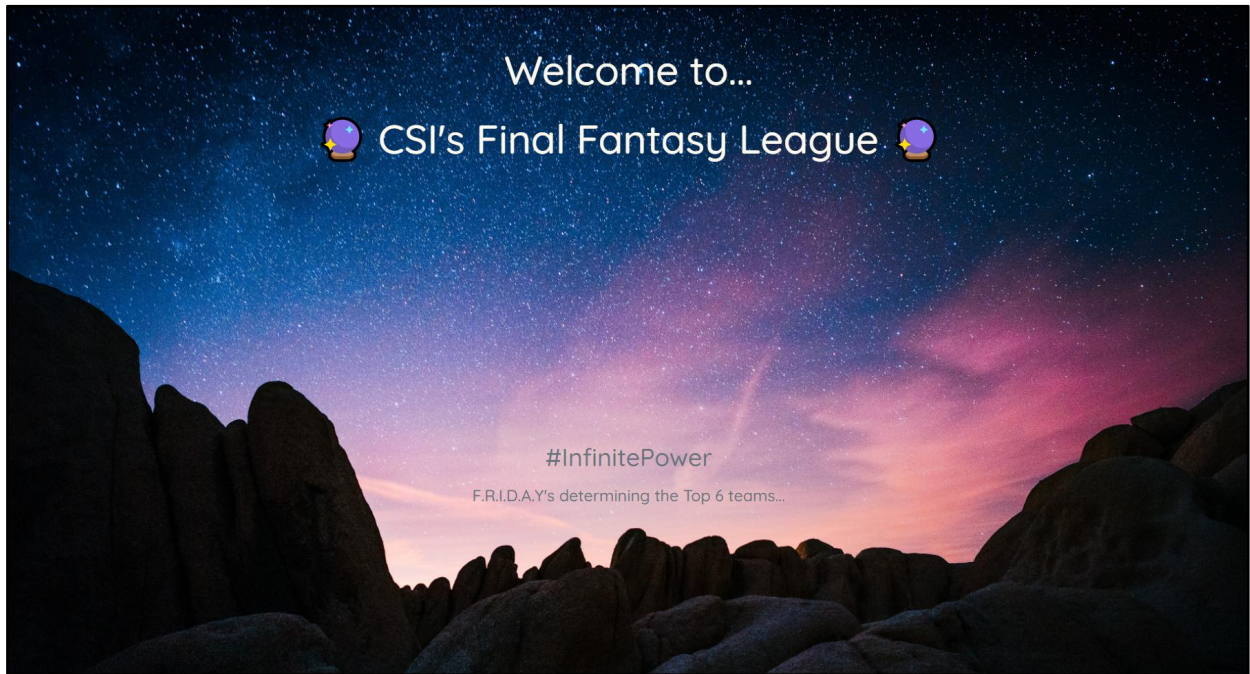 Welcome to...
🔮 CSI's Final Fantasy League 🔮
#InfinitePower
F.R.I.D.A.Y's determining the Top 6 teams...